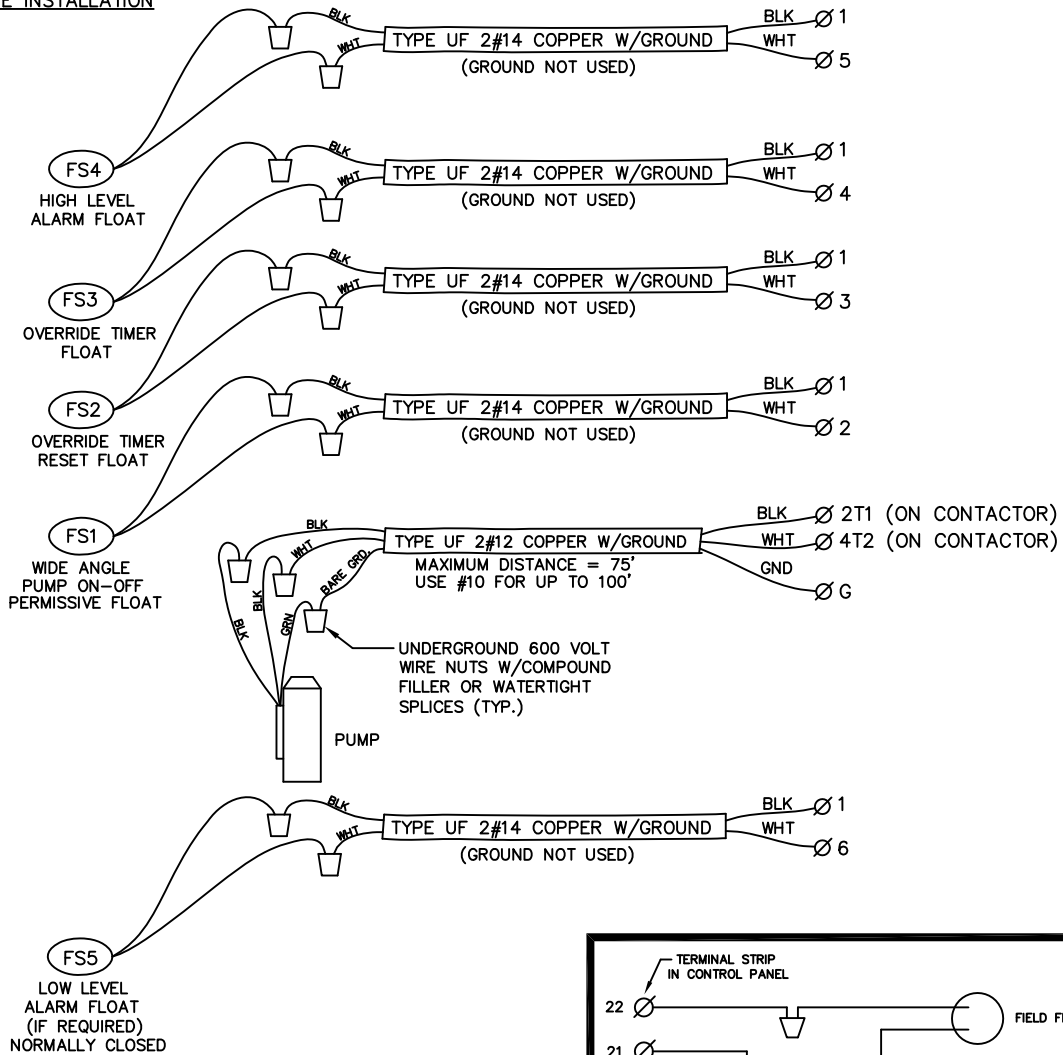 INSTALLATION
BLK
WHT
TYPE UF 2#14 COPPER W/GROUND
(GROUND NOT USED)
BLK 1
WHT 5
FS4
HIGH LEVEL
ALARM FLOAT
BLK
WHT
TYPE UF 2#14 COPPER W/GROUND
(GROUND NOT USED)
BLK 1
WHT 4
FS3
OVERRIDE TIMER
FLOAT
BLK
WHT
TYPE UF 2#14 COPPER W/GROUND
(GROUND NOT USED)
BLK 1
WHT 3
FS2
OVERRIDE TIMER
RESET FLOAT
BLK
WHT
TYPE UF 2#14 COPPER W/GROUND
(GROUND NOT USED)
BLK 1
WHT 2
FS1
WIDE ANGLE
PUMP ON-OFF
PERMISSIVE FLOAT
BLK
WHT
BARE GRD.
BLK
BLK
GRN
TYPE UF 2#12 COPPER W/GROUND
MAXIMUM DISTANCE = 75'
USE #10 FOR UP TO 100'
BLK 2T1 (ON CONTACTOR)
WHT 4T2 (ON CONTACTOR)
GND G
UNDERGROUND 600 VOLT
WIRE NUTS W/COMPOUND
FILLER OR WATERTIGHT
SPLICES (TYP.)
PUMP
BLK
WHT
TYPE UF 2#14 COPPER W/GROUND
(GROUND NOT USED)
BLK 1
WHT 6
FS5
LOW LEVEL
ALARM FLOAT
(IF REQUIRED)
NORMALLY CLOSED
TERMINAL STRIP
IN CONTROL PANEL
22
FIELD
21